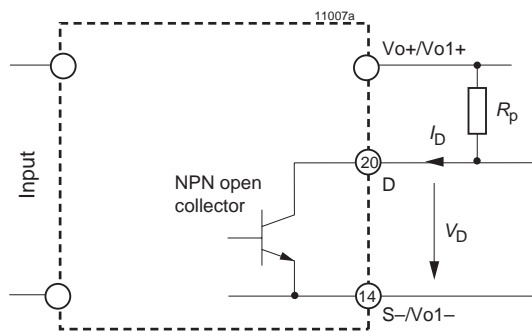 11007a
Vo+/Vo1+
Rp
ID
20
D
NPN open
collector
Input
VD
14
S–/Vo1–